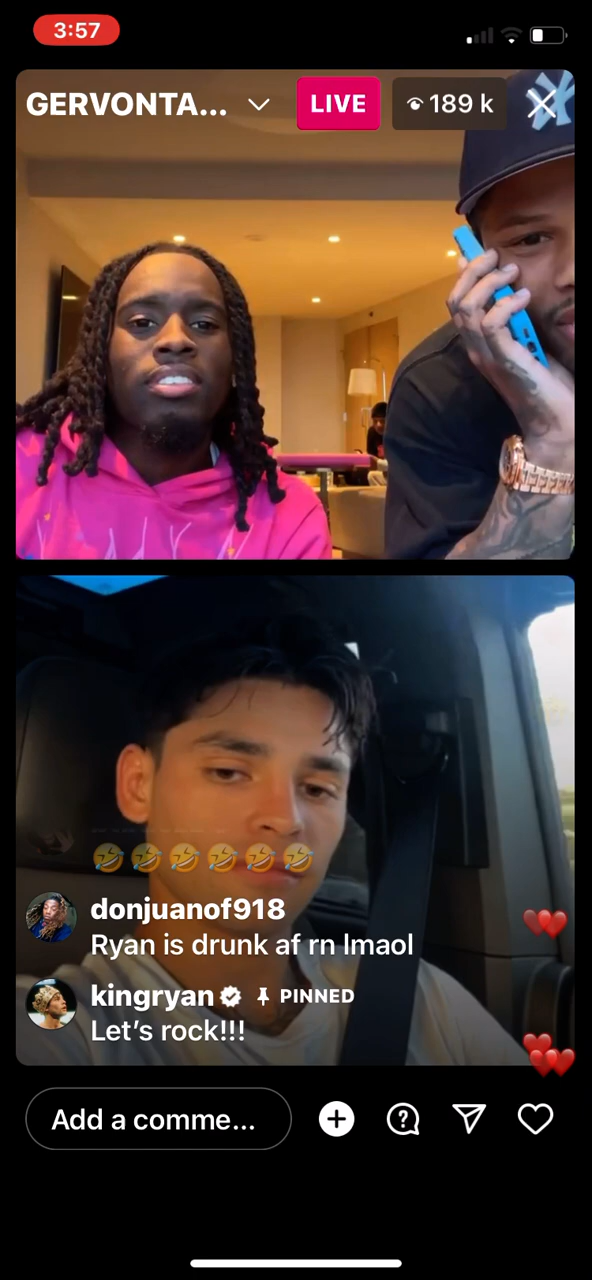 3:57
GERVONTA...
LIVE
189 k
🤣🤣🤣🤣🤣🤣
donjuanof918
Ryan is drunk af rn lmaol
kingryan PINNED
Let's rock!!!
Add a comme...